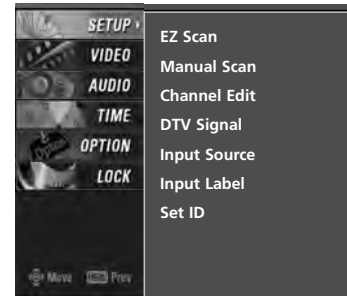 SETUP
VIDEO
AUDIO
TIME
OPTION
LOCK
Move Prev
EZ Scan
Manual Scan
Channel Edit
DTV Signal
Input Source
Input Label
Set ID